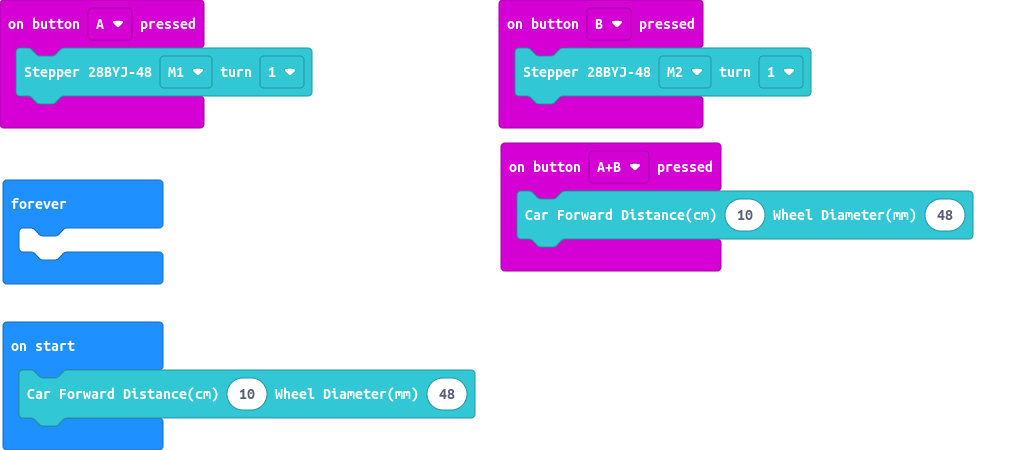 on button A pressed
Stepper 28BYJ-48 M1 turn 1
on button B pressed
Stepper 28BYJ-48 M2 turn 1
on button A+B pressed
Car Forward Distance(cm) 10 Wheel Diameter(mm) 48
forever
on start
Car Forward Distance(cm) 10 Wheel Diameter(mm) 48